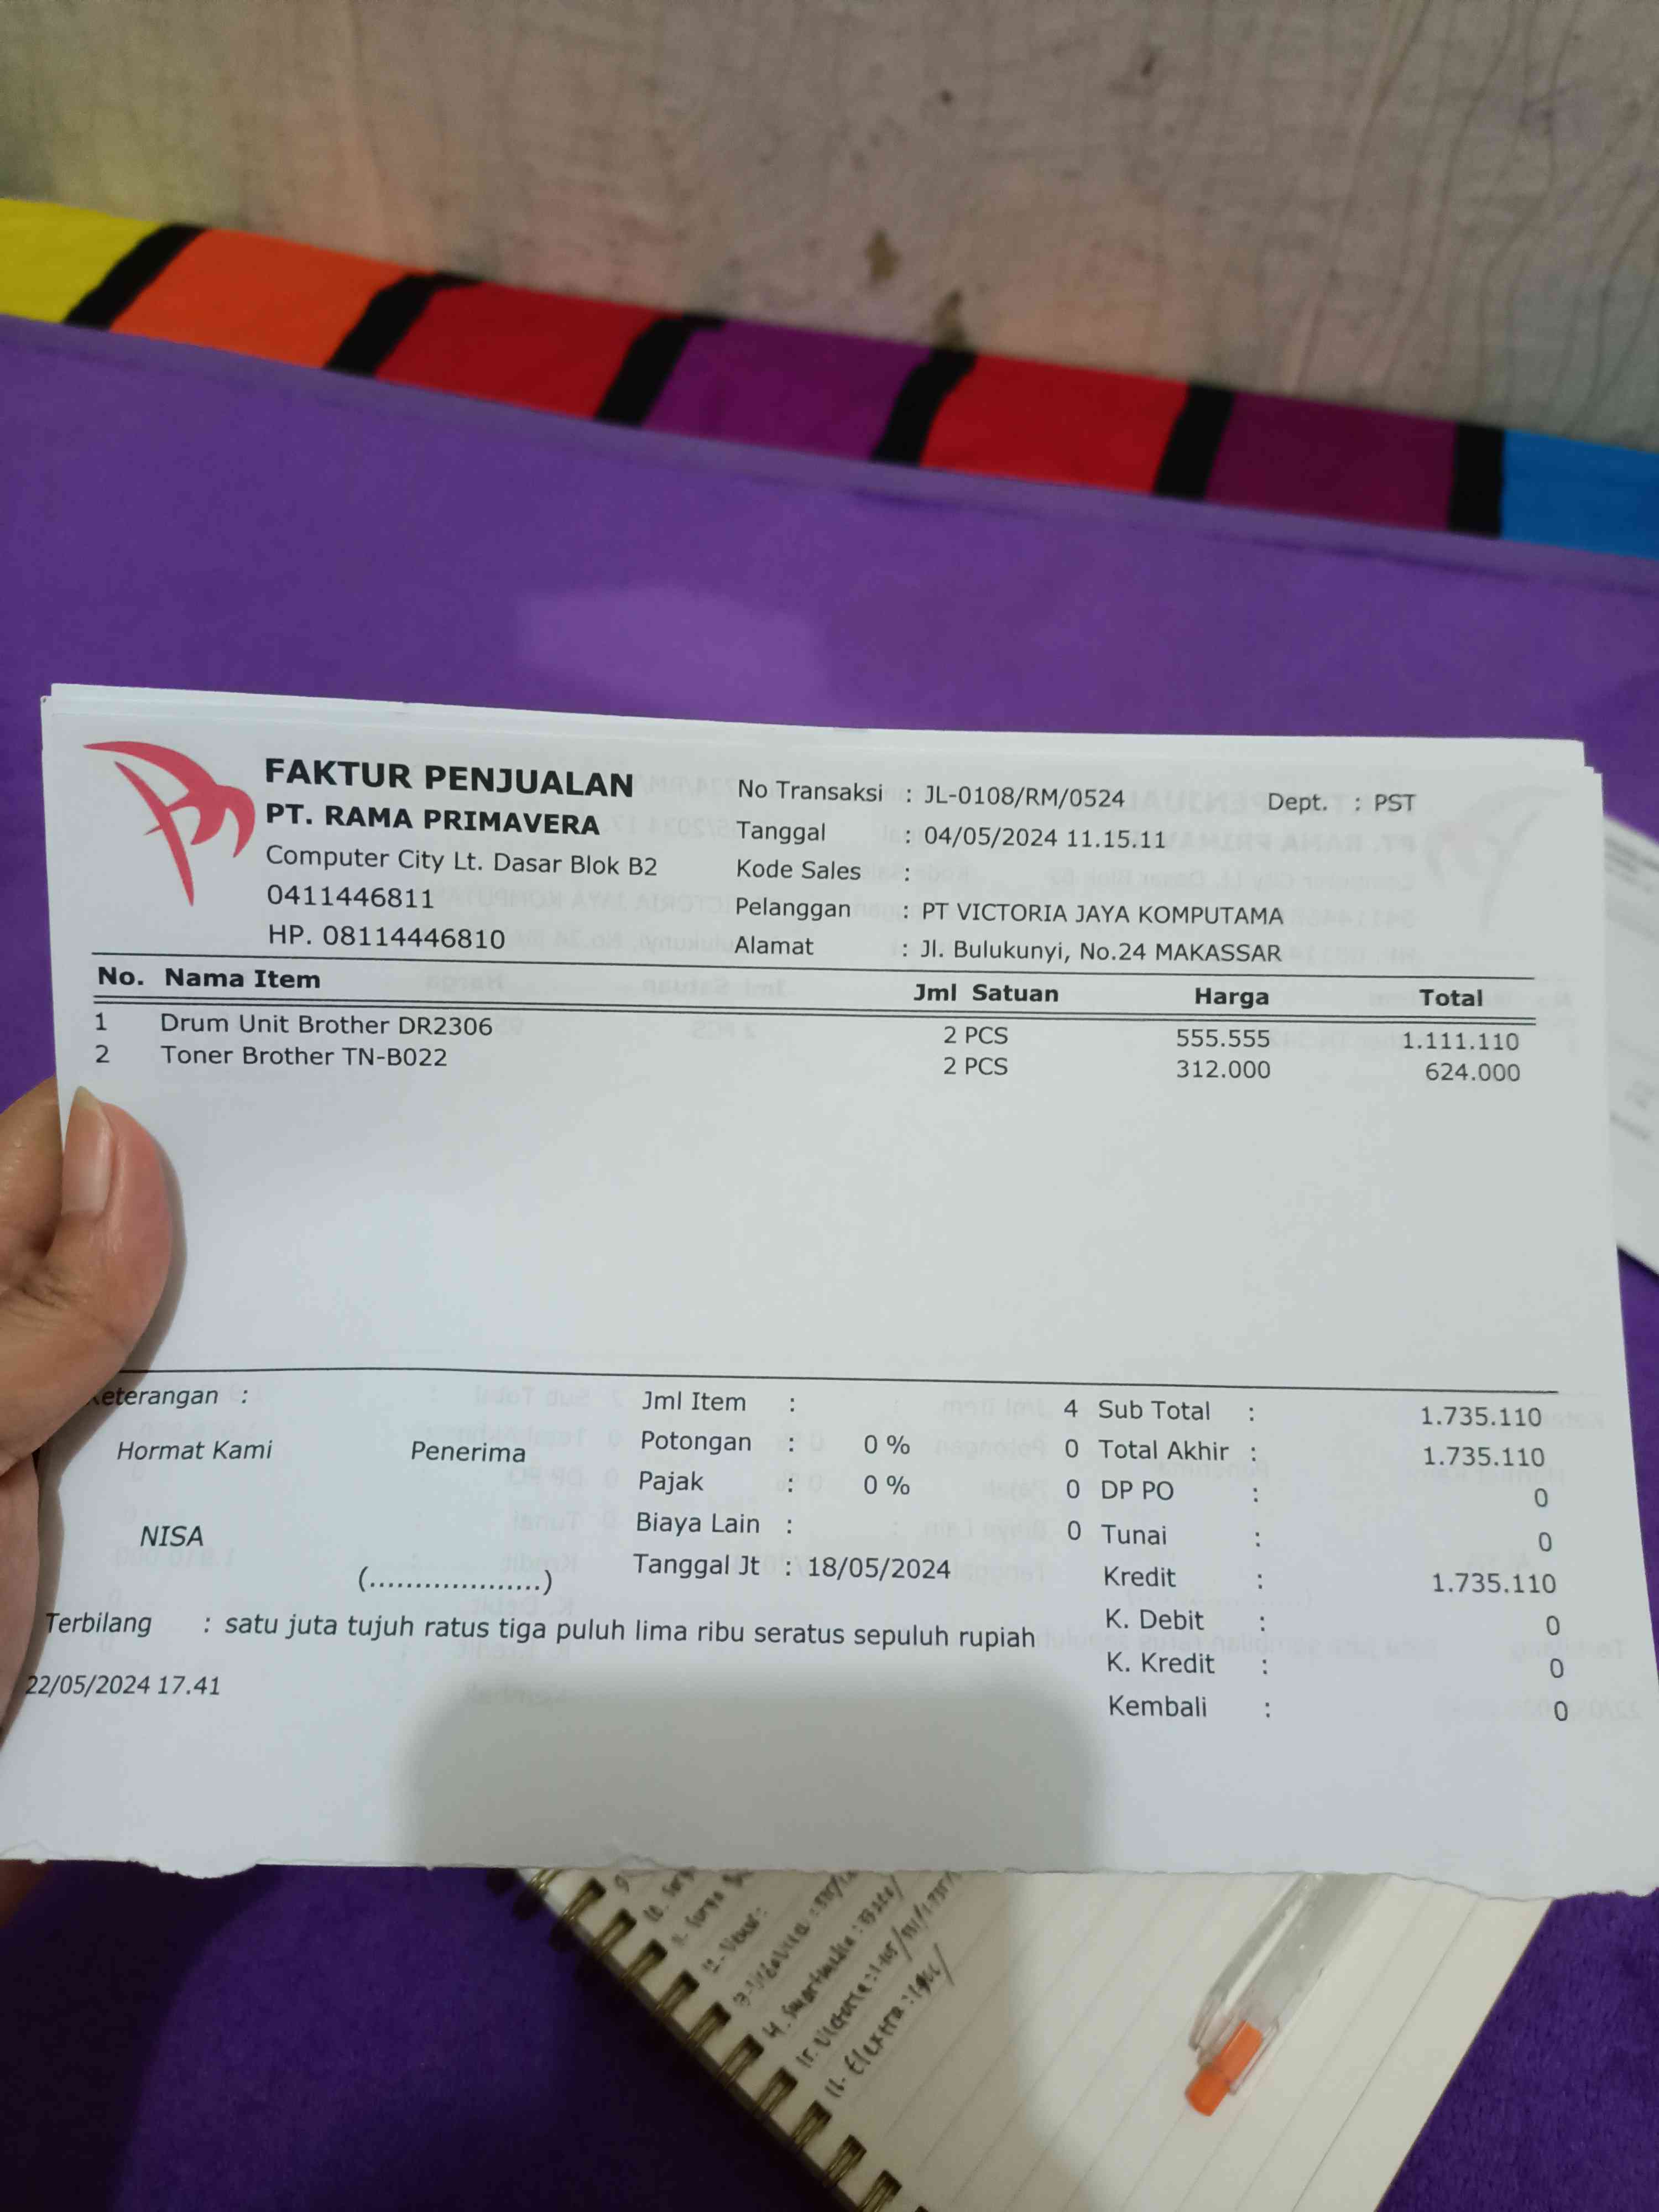 FAKTUR PENJUALAN
PT. RAMA PRIMAVERA
Computer City Lt. Dasar Blok B2
0411446811
HP. 08114446810
No Transaksi : JL-0108/RM/0524 Dept. : PST
Tanggal : 04/05/2024 11.15.11
Kode Sales :
Pelanggan : PT VICTORIA JAYA KOMPUTAMA
Alamat : Jl. Bulukunyi, No.24 MAKASSAR
No. Nama Item Jml Satuan Harga Total
1 Drum Unit Brother DR2306 2 PCS 555.555 1.111.110
2 Toner Brother TN-B022 2 PCS 312.000 624.000
eterangan :
Hormat Kami Penerima
NISA
(...................)
Jml Item : 4
Potongan : 0 % 0
Pajak : 0 % 0
Biaya Lain : 0
Tanggal Jt : 18/05/2024
Sub Total : 1.735.110
Total Akhir : 1.735.110
DP PO : 0
Tunai : 0
Kredit : 1.735.110
K. Debit : 0
K. Kredit : 0
Kembali : 0
Terbilang : satu juta tujuh ratus tiga puluh lima ribu seratus sepuluh rupiah
22/05/2024 17.41